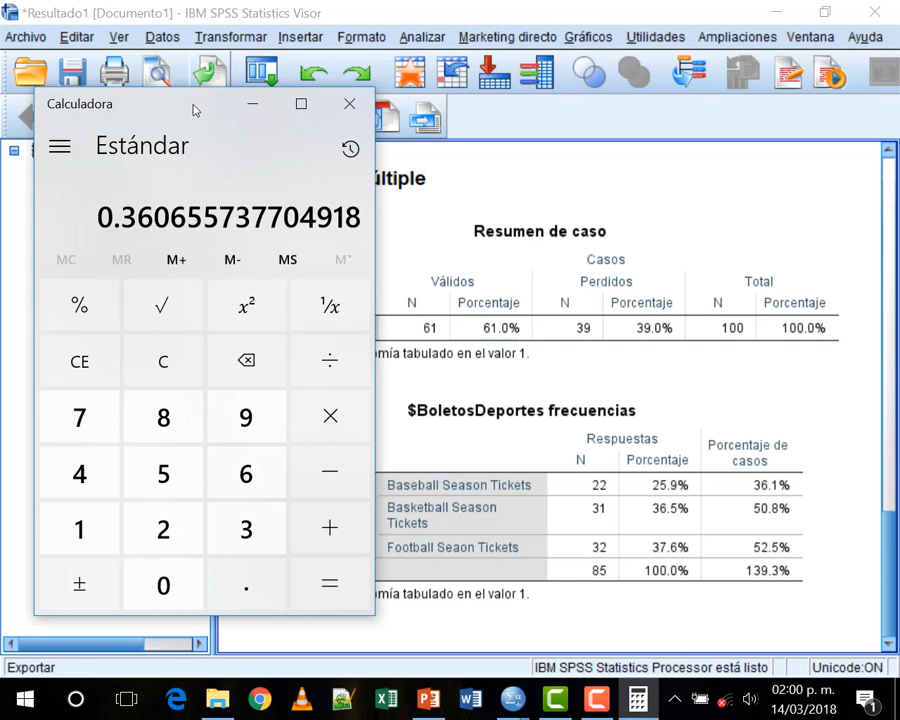 *Resultado1 [Documento1] - IBM SPSS Statistics Visor
Archivo Editar Ver Datos Transformar Insertar Formato Analizar Marketing directo Gráficos Utilidades Ampliaciones Ventana Ayuda
Calculadora
Estándar
0.360655737704918
MC MR M+ M- MS M˅
% √ x² ¹/x
CE C ÷
7 8 9 ×
4 5 6 −
1 2 3 +
± 0 . =
últiple
Resumen de caso
Casos
Válidos Perdidos Total
N Porcentaje N Porcentaje N Porcentaje
61 61.0% 39 39.0% 100 100.0%
mía tabulado en el valor 1.
$BoletosDeportes frecuencias
Respuestas Porcentaje de
N Porcentaje casos
Baseball Season Tickets 22 25.9% 36.1%
Basketball Season 31 36.5% 50.8%
Tickets
Football Seaon Tickets 32 37.6% 52.5%
85 100.0% 139.3%
mía tabulado en el valor 1.
Exportar IBM SPSS Statistics Processor está listo Unicode:ON
02:00 p. m.
14/03/2018
1